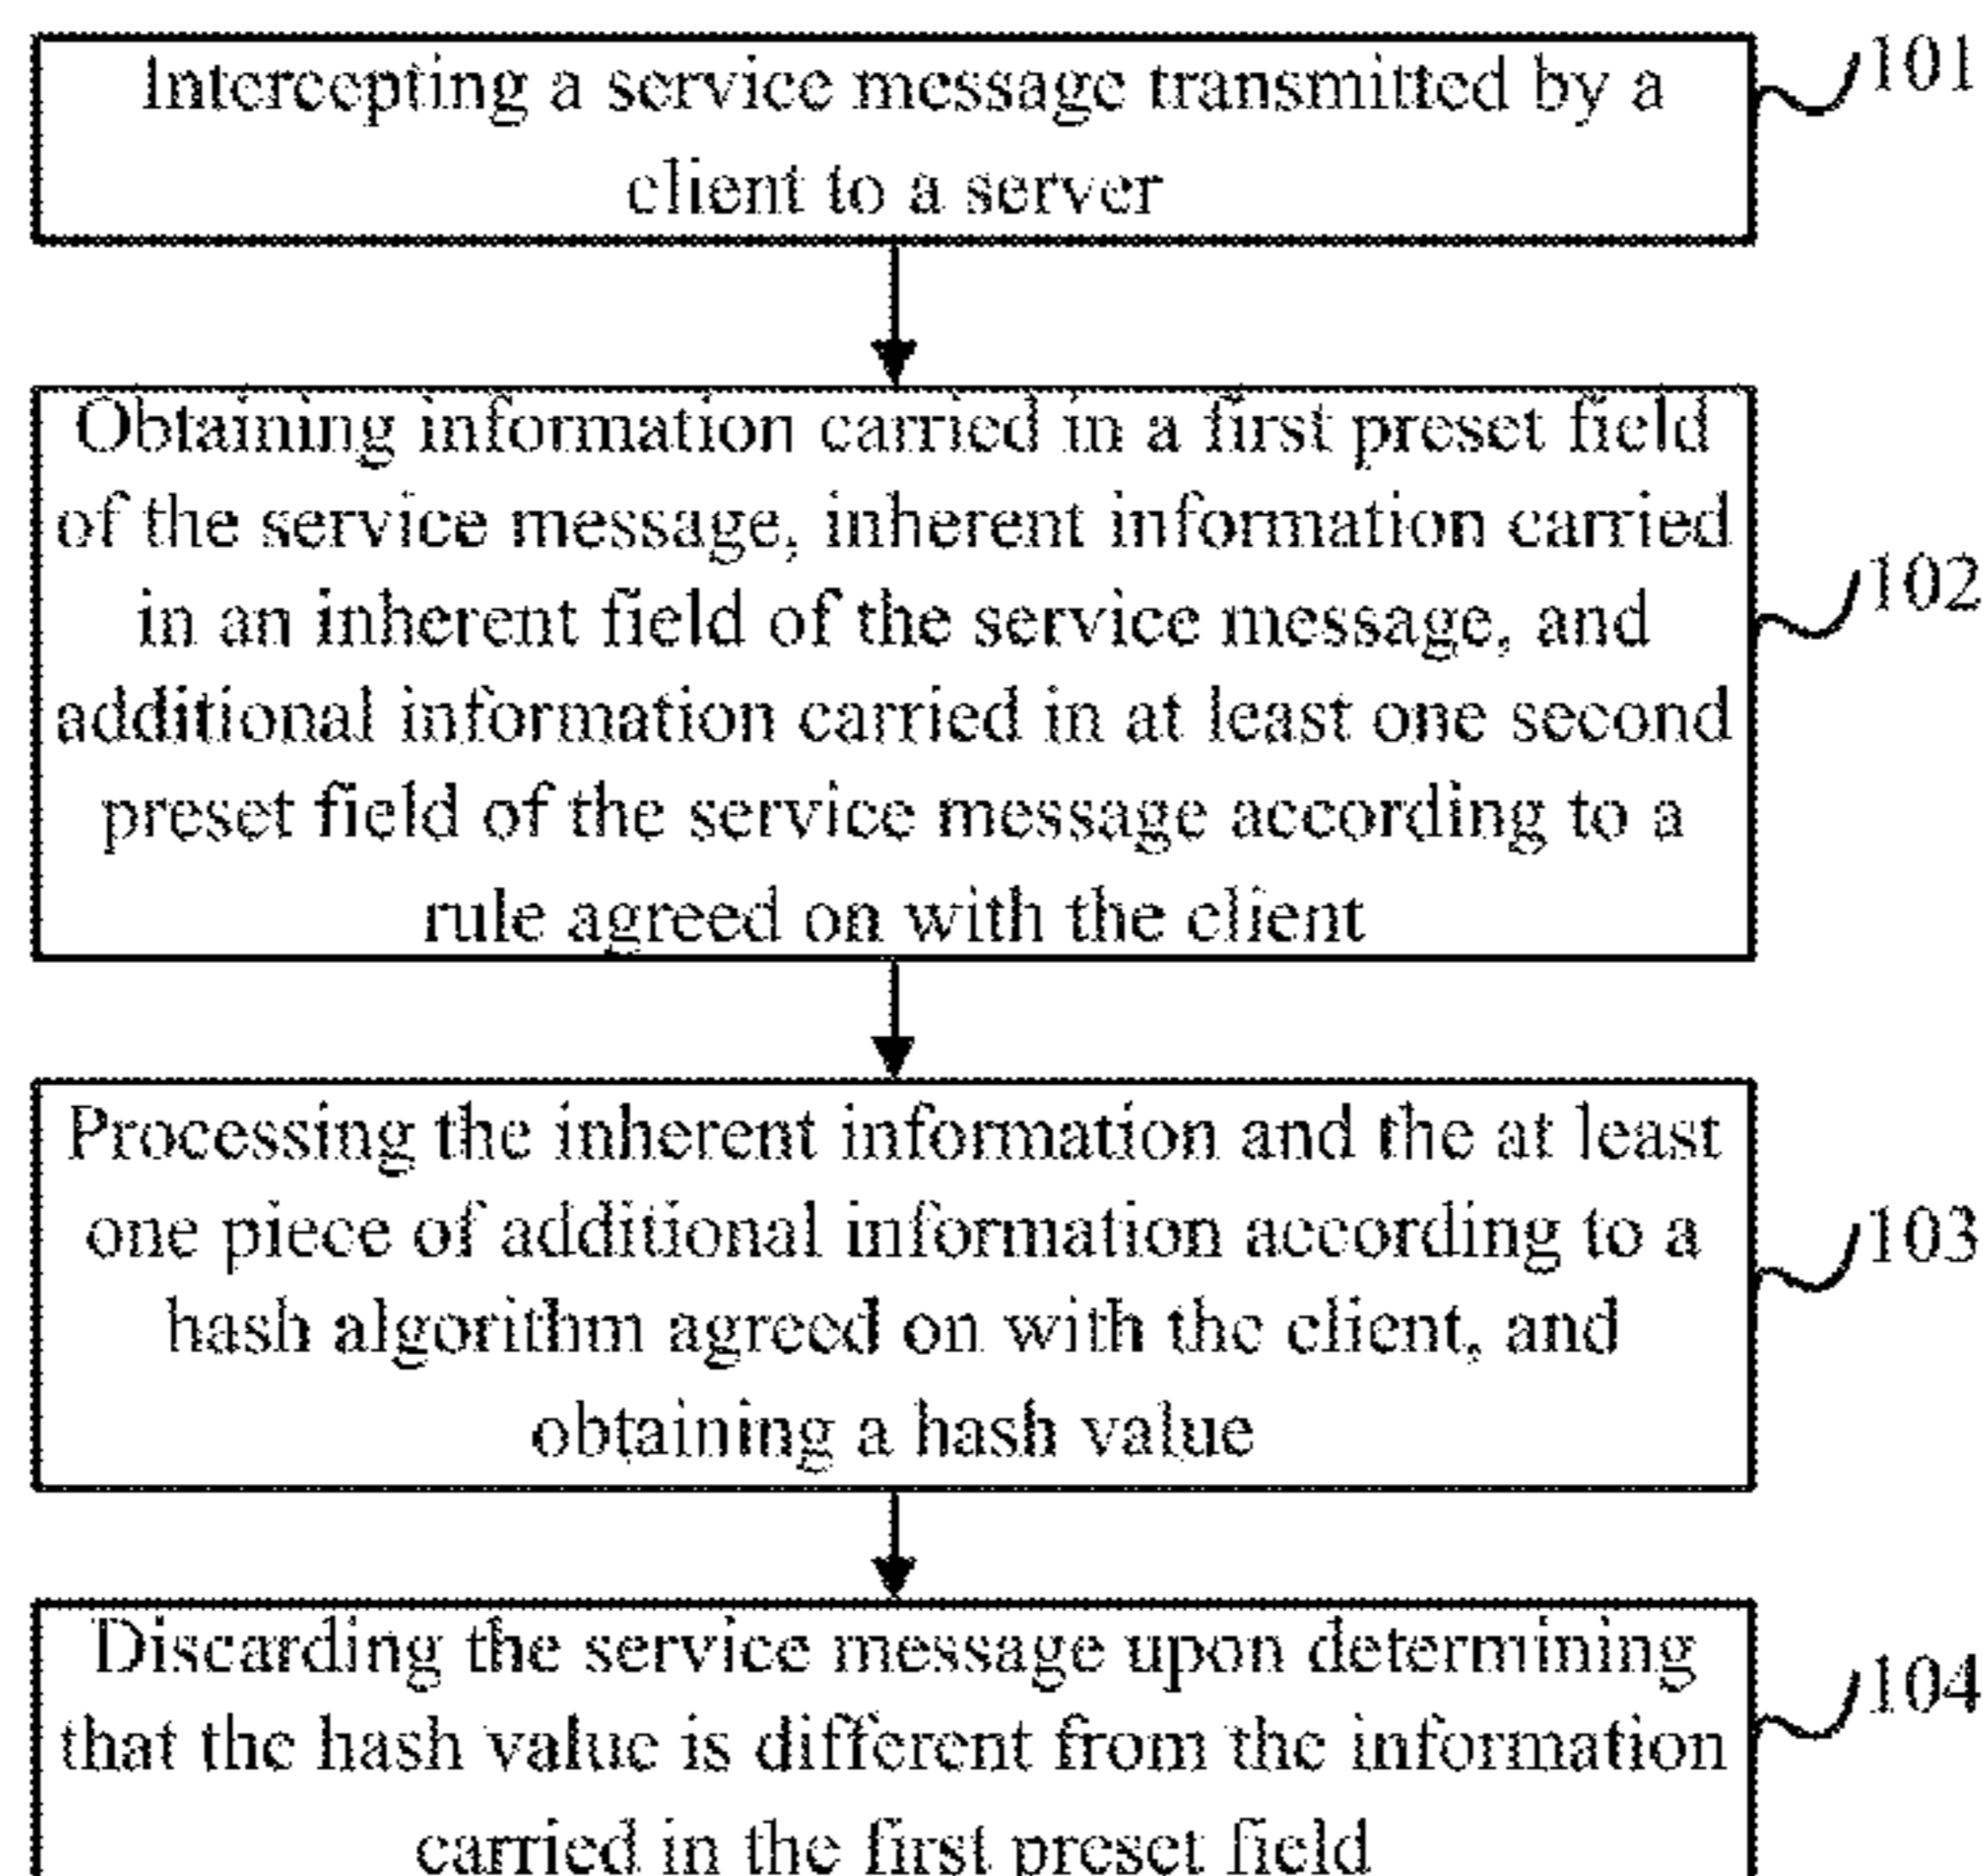 Intercepting a service message transmitted by a
client to a server
101
Obtaining information carried in a first preset field
of the service message, inherent information carried
in an inherent field of the service message, and
additional information carried in at least one second
preset field of the service message according to a
rule agreed on with the client
102
Processing the inherent information and the at least
one piece of additional information according to a
hash algorithm agreed on with the client, and
obtaining a hash value
103
Discarding the service message upon determining
that the hash value is different from the information
carried in the first preset field
104